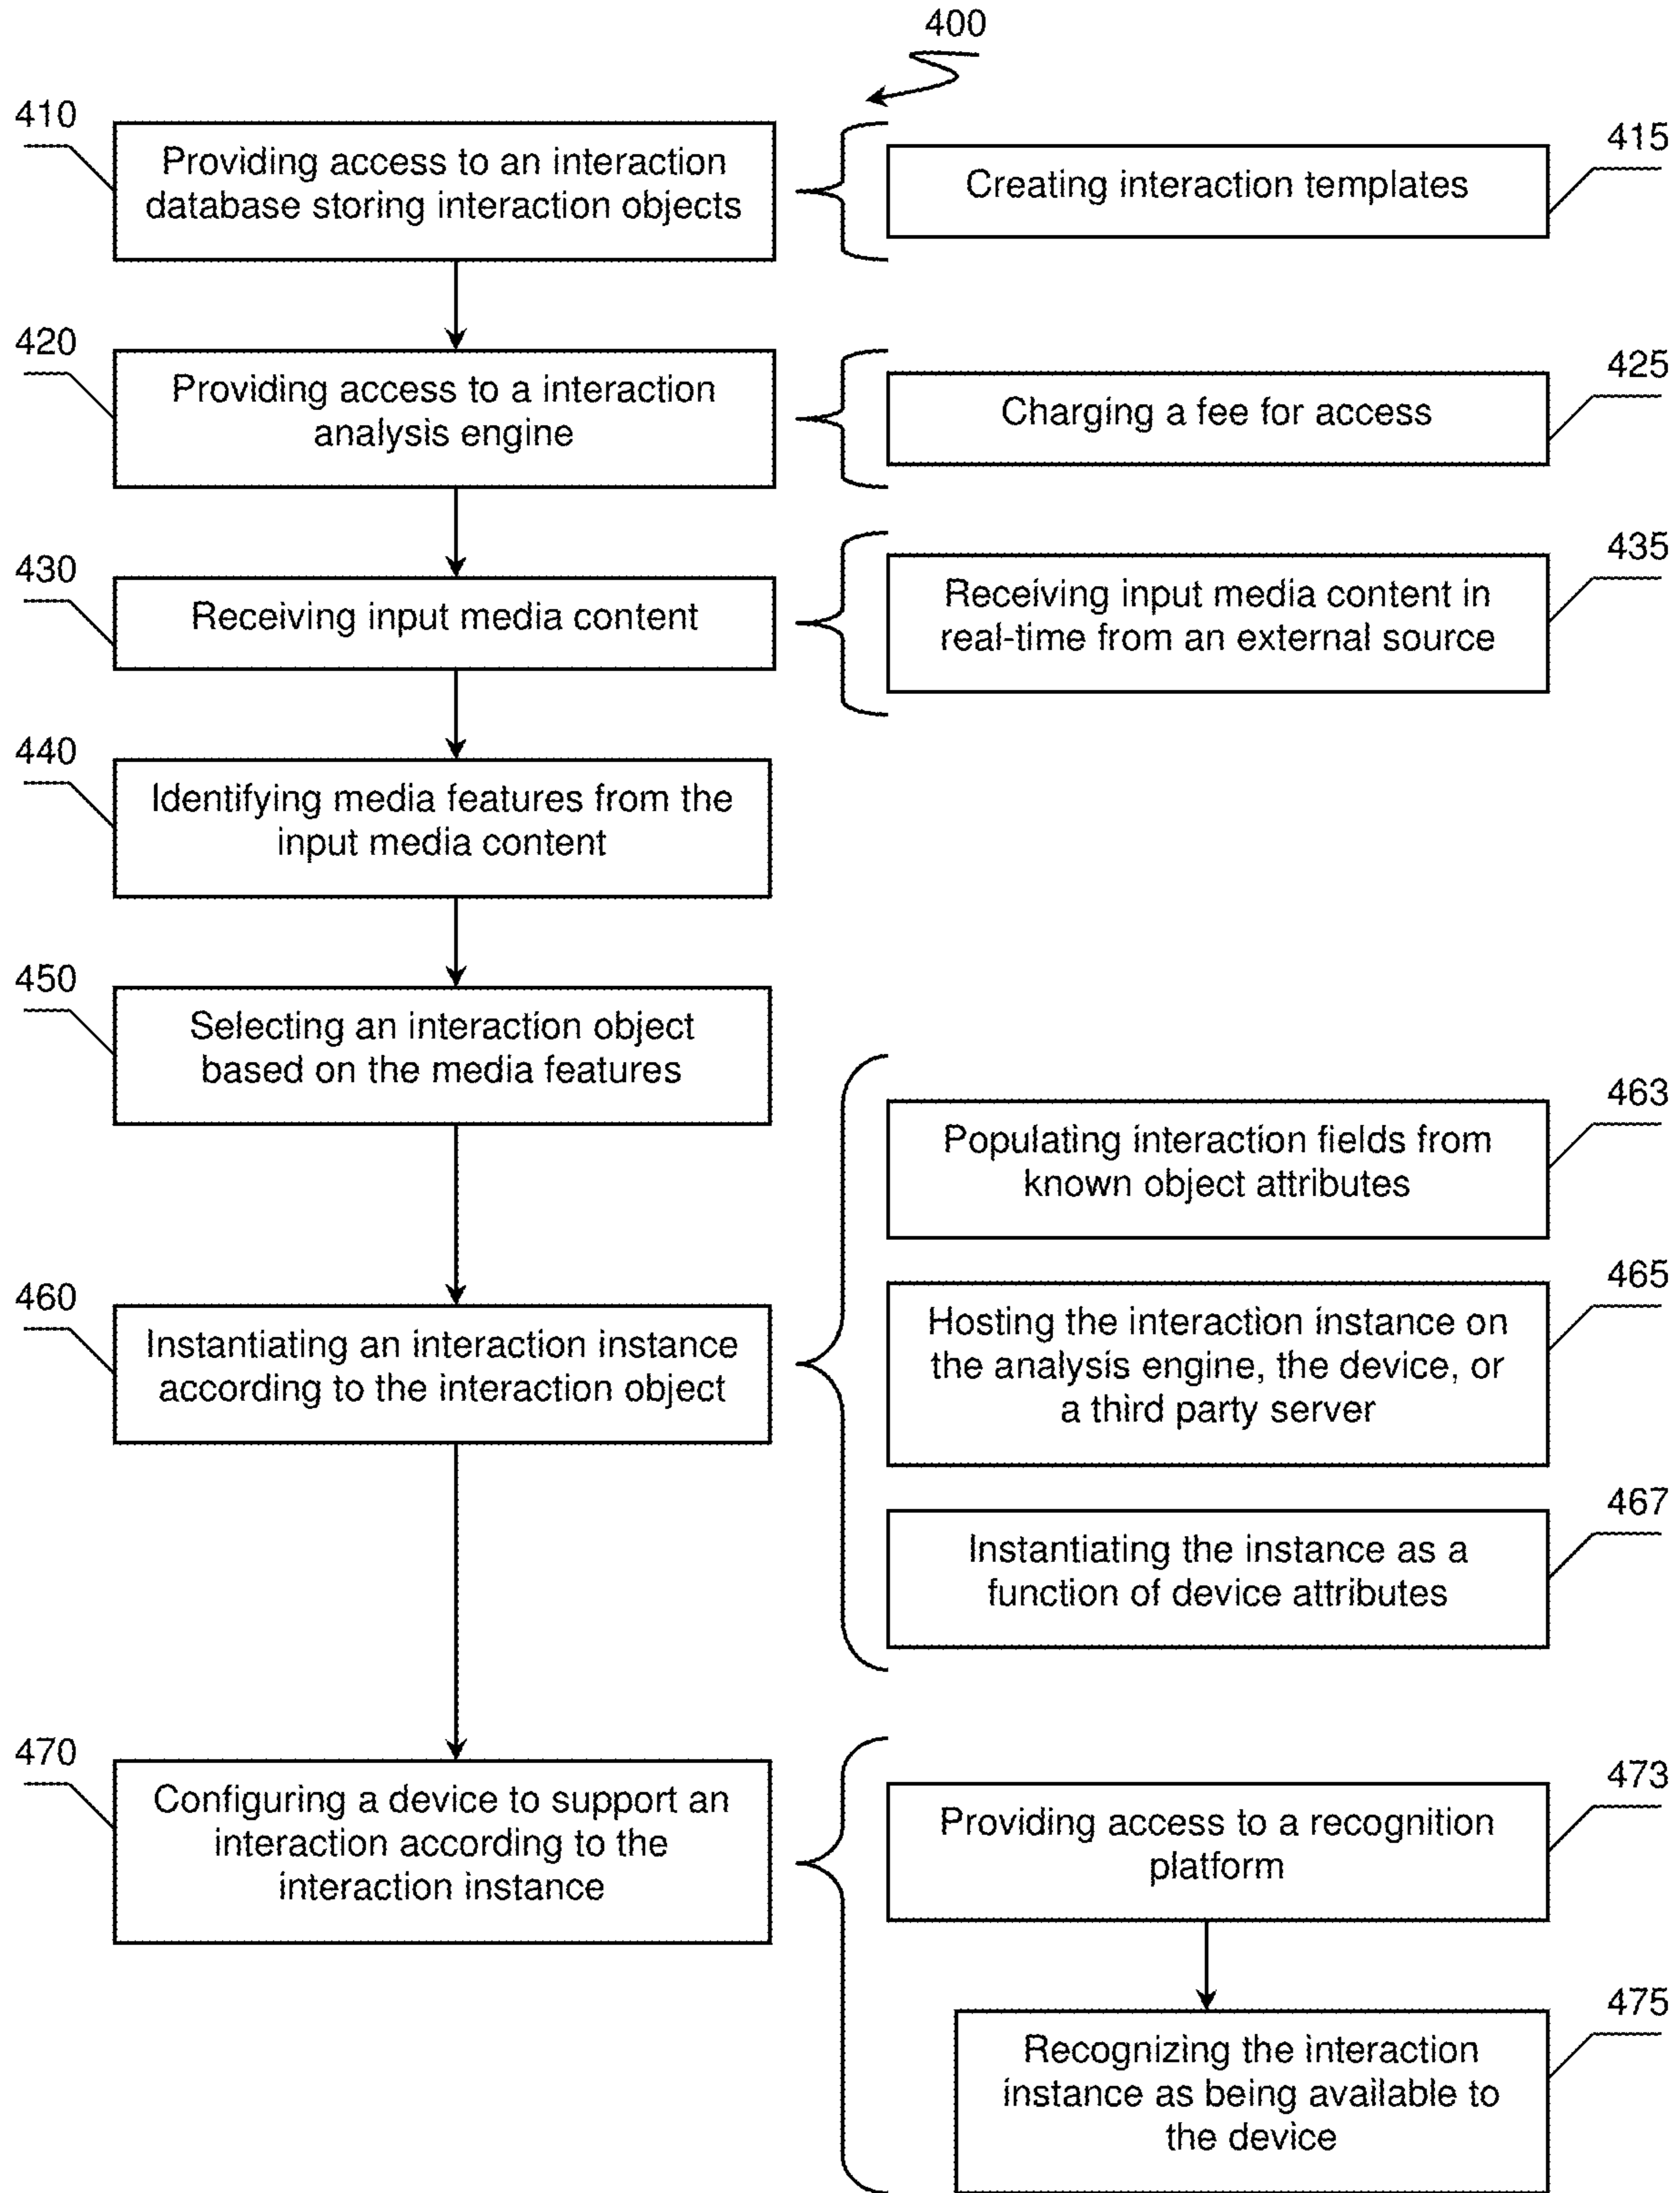 400
410
Providing access to an interaction
database storing interaction objects
415
Creating interaction templates
420
Providing access to a interaction
analysis engine
425
Charging a fee for access
430
Receiving input media content
435
Receiving input media content in
real-time from an external source
440
Identifying media features from the
input media content
450
Selecting an interaction object
based on the media features
460
Instantiating an interaction instance
according to the interaction object
463
Populating interaction fields from
known object attributes
465
Hosting the interaction instance on
the analysis engine, the device, or
a third party server
467
Instantiating the instance as a
function of device attributes
470
Configuring a device to support an
interaction according to the
interaction instance
473
Providing access to a recognition
platform
475
Recognizing the interaction
instance as being available to
the device